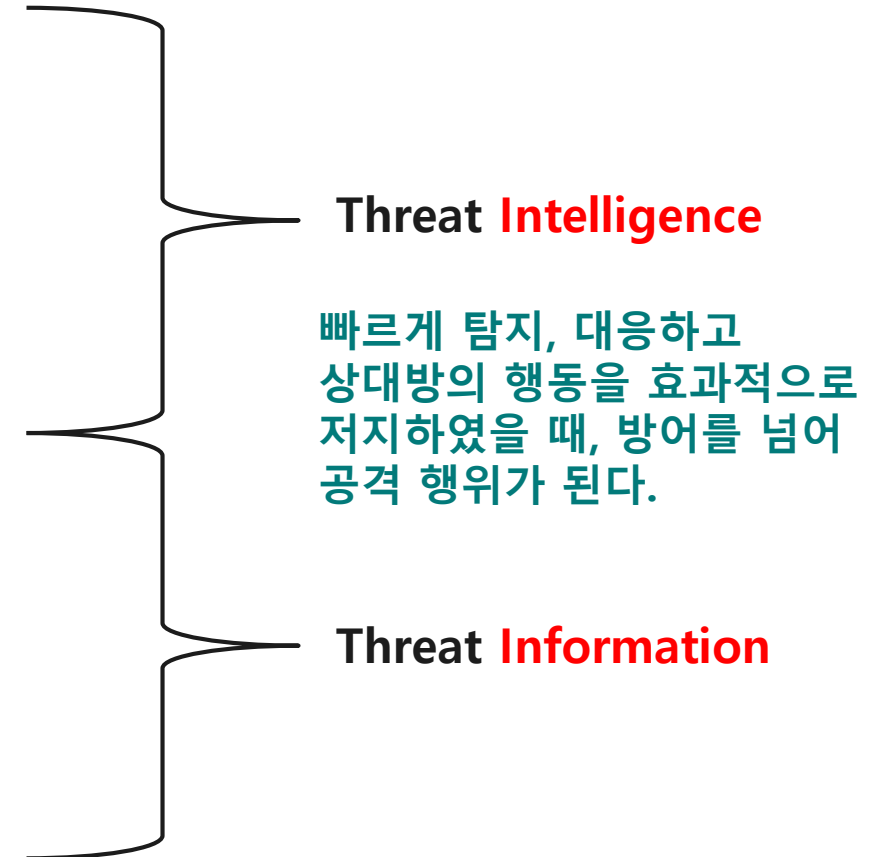 Threat Intelligence
빠르게 탐지, 대응하고
상대방의 행동을 효과적으로
저지하였을 때, 방어를 넘어
공격 행위가 된다.
Threat Information